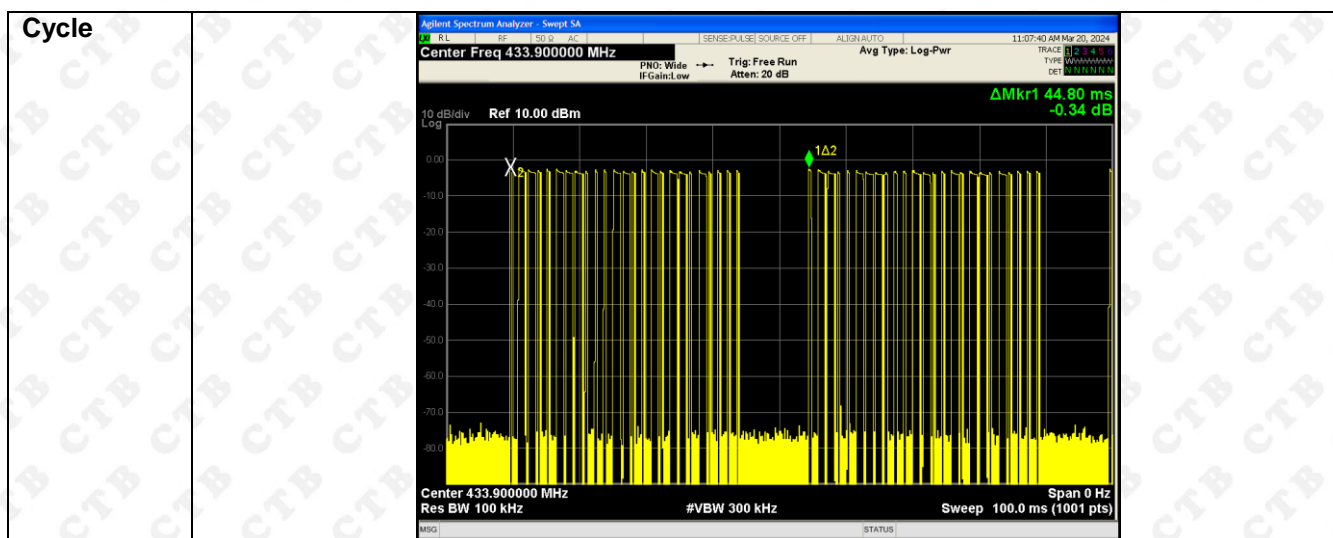 Cycle
Agilent Spectrum Analyzer - Swept SA
RL RF 50 Ω AC SENSE:PULSE SOURCE OFF ALIGN AUTO 11:07:40 AM Mar 20, 2024
Center Freq 433.900000 MHz Avg Type: Log-Pwr TRACE 1 2 3 4 5 6
PNO: Wide Trig: Free Run TYPE WWWWWW
IFGain:Low Atten: 20 dB DET N N N N N N
ΔMkr1 44.80 ms
-0.34 dB
10 dB/div Ref 10.00 dBm
Log
1Δ2
0.00
X2
-10.0
-20.0
-30.0
-40.0
-50.0
-60.0
-70.0
-80.0
Center 433.900000 MHz Span 0 Hz
Res BW 100 kHz #VBW 300 kHz Sweep 100.0 ms (1001 pts)
MSG STATUS
CTB